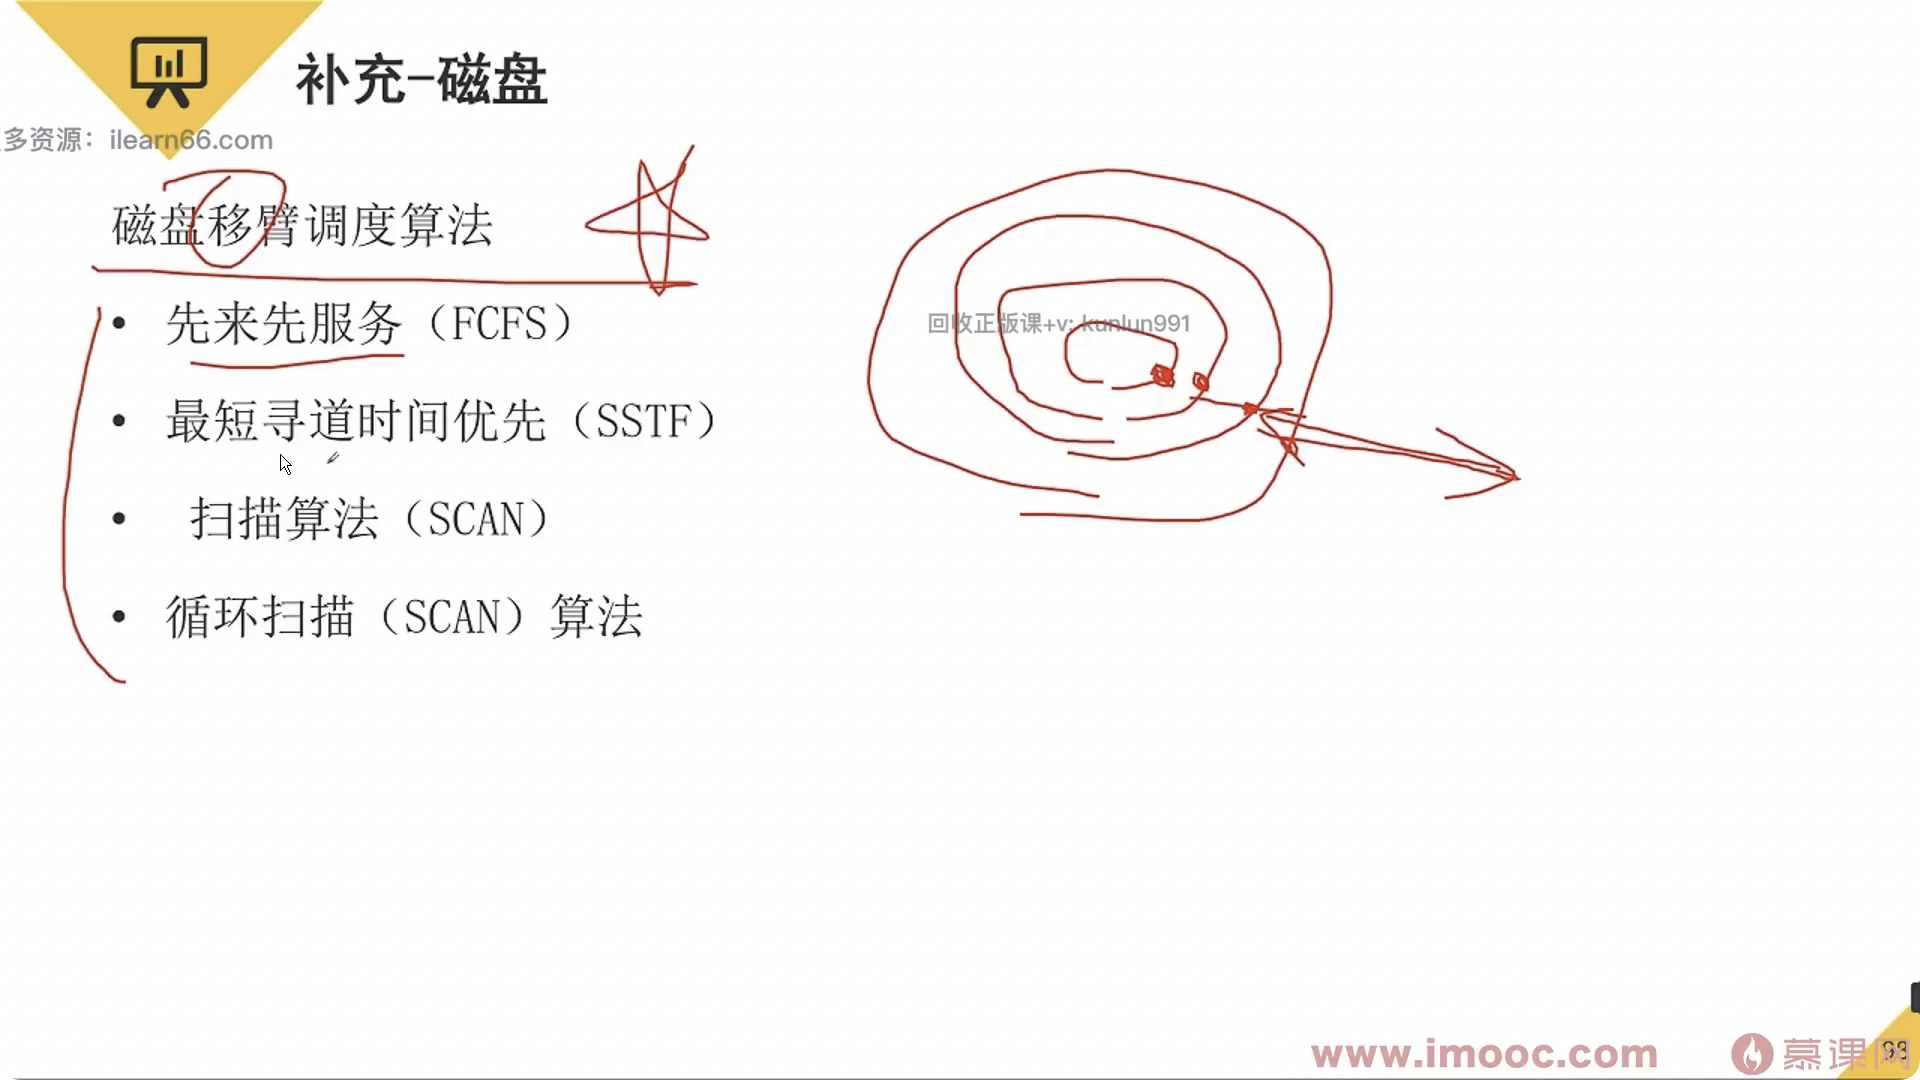 补充-磁盘
多资源：ilearn66.com
磁盘移臂调度算法
• 先来先服务（FCFS）
回收正版课+v: kunlun991
• 最短寻道时间优先（SSTF）
• 扫描算法（SCAN）
• 循环扫描（SCAN）算法
www.imooc.com
慕课网
98